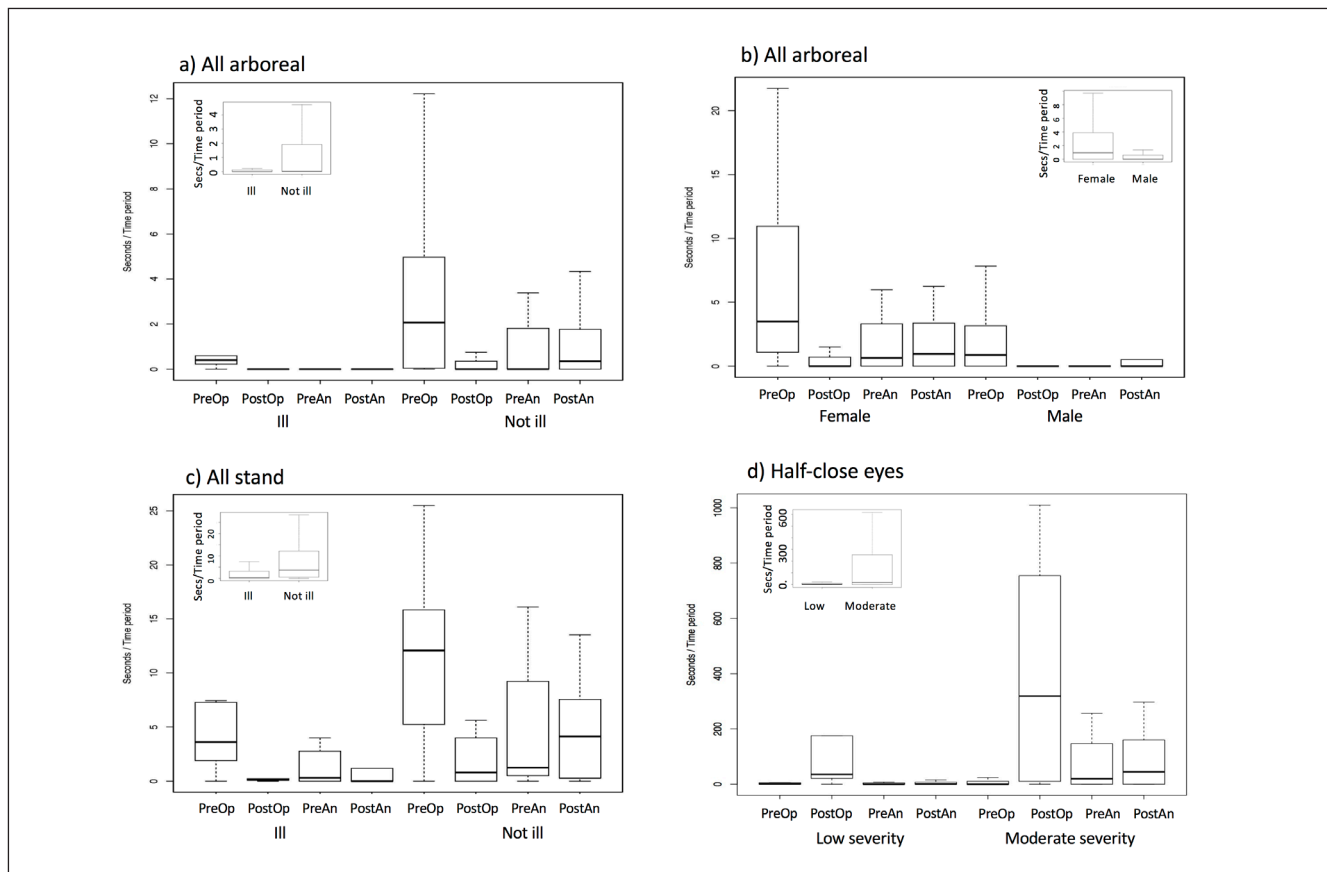 a) All arboreal
Seconds / Time period
0 2 4 6 8 10 12
Secs/Time period
0 1 2 3 4
Ill Not ill
PreOp PostOp PreAn PostAn PreOp PostOp PreAn PostAn
Ill Not ill
b) All arboreal
Seconds / Time period
0 5 10 15 20
Secs/Time period
0 2 4 6 8
Female Male
PreOp PostOp PreAn PostAn PreOp PostOp PreAn PostAn
Female Male
c) All stand
Seconds / Time period
0 5 10 15 20 25
Secs/Time period
0 10 20
Ill Not ill
PreOp PostOp PreAn PostAn PreOp PostOp PreAn PostAn
Ill Not ill
d) Half-close eyes
Seconds / Time period
0 200 400 600 800 1000
Secs/Time period
0. 300 600
Low Moderate
PreOp PostOp PreAn PostAn PreOp PostOp PreAn PostAn
Low severity Moderate severity